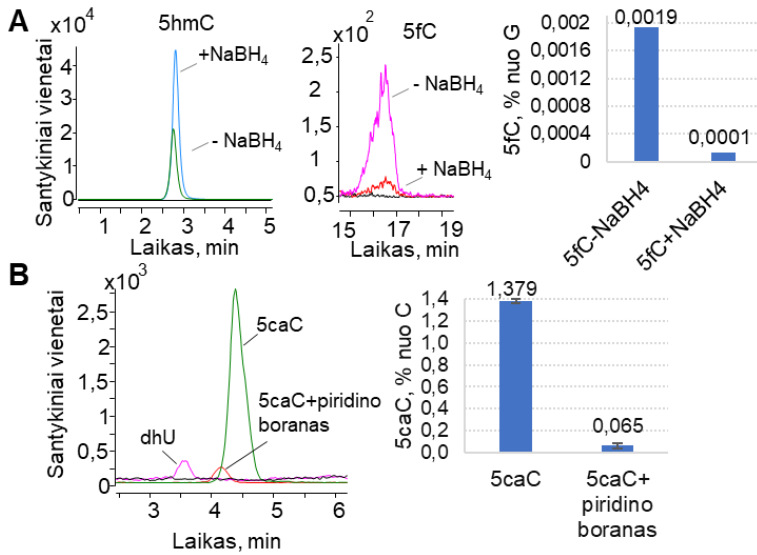 A
x10⁴
5hmC
+NaBH₄
- NaBH₄
4
3
2
1
0
Santykiniai vienetai
1 2 3 4 5
Laikas, min
x10²
5fC
- NaBH₄
+ NaBH₄
2,5
2
1,5
1
0,5
15 17 19
Laikas, min
5fC, % nuo G
0,002
0,0016
0,0012
0,0008
0,0004
0
0,0019
0,0001
5fC-NaBH4
5fC+NaBH4
B
x10³
Santykiniai vienetai
2,5
2
1,5
1
0,5
0
5caC
5caC+piridino
boranas
dhU
3 4 5 6
Laikas, min
5caC, % nuo C
1,4
1,2
1,0
0,8
0,6
0,4
0,2
0,0
1,379
0,065
5caC
5caC+
piridino
boranas